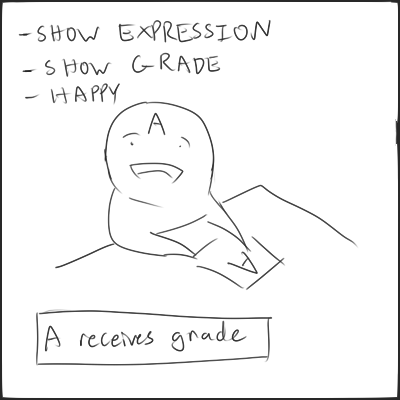 - SHOW EXPRESSION
- SHOW GRADE
- HAPPY
A
A
A receives grade